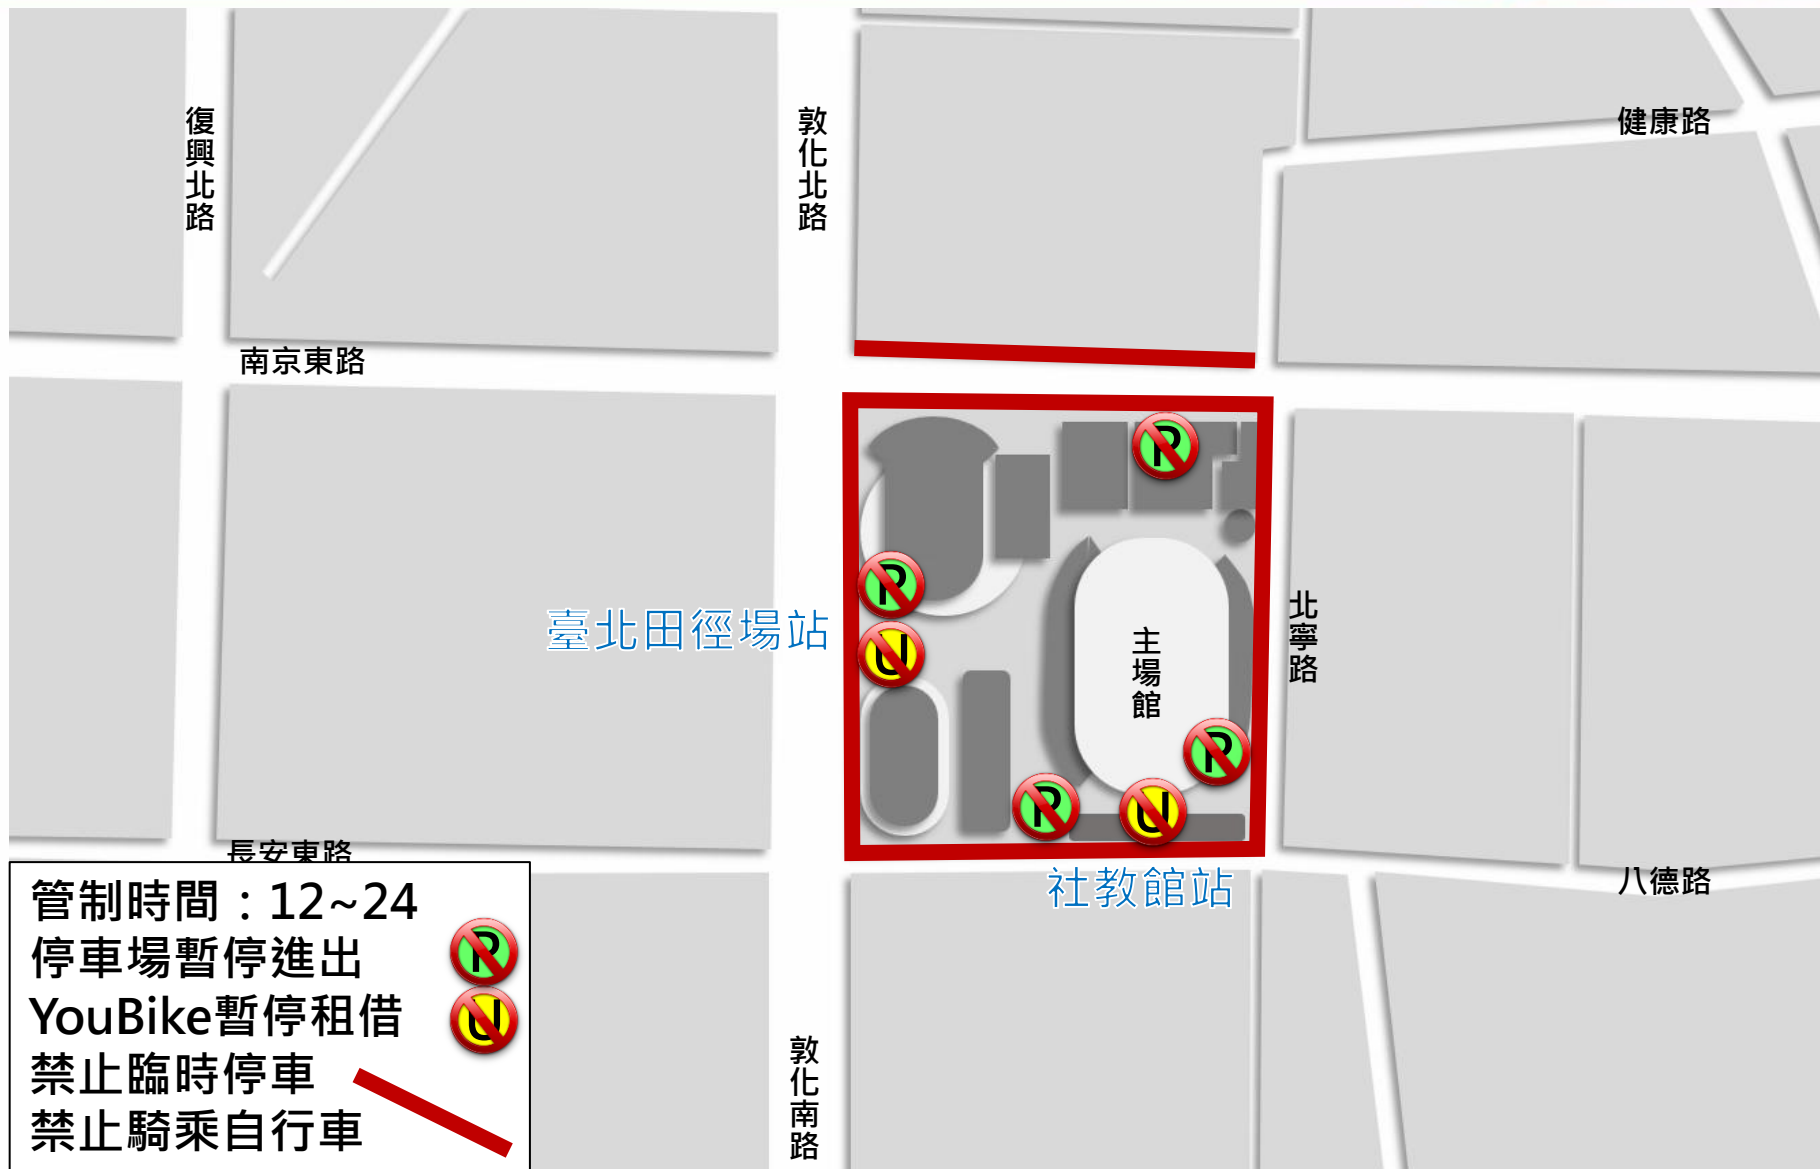 復興北路
敦化北路
健康路
南京東路
P
P
臺北田徑場站
U
主場館
北寧路
P
P
U
長安東路
社教館站
八德路
管制時間：12~24
停車場暫停進出
P
YouBike暫停租借
U
禁止臨時停車
禁止騎乘自行車
敦化南路